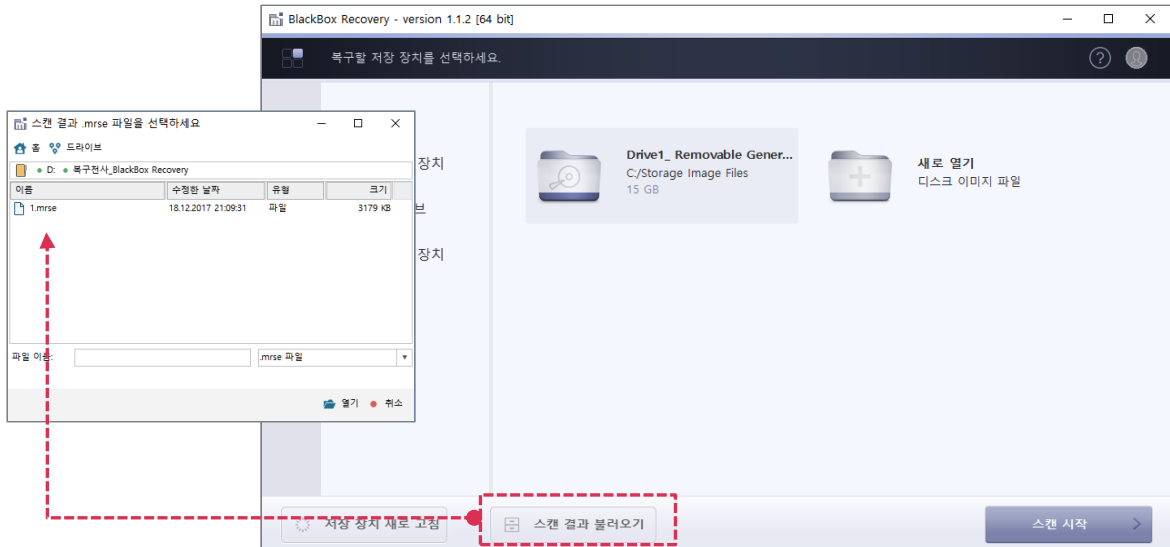 BlackBox Recovery - version 1.1.2 [64 bit]
복구할 저장 장치를 선택하세요.
스캔 결과 .mrse 파일을 선택하세요
홈 드라이브
D: 복구천사_BlackBox Recovery
이름 수정한 날짜 유형 크기
1.mrse 18.12.2017 21:09:31 파일 3179 KB
파일 이름: .mrse 파일
열기 취소
장치
브
장치
Drive1_ Removable Gener...
C:/Storage Image Files
15 GB
새로 열기
디스크 이미지 파일
저장 장치 새로 고침
스캔 결과 불러오기
스캔 시작